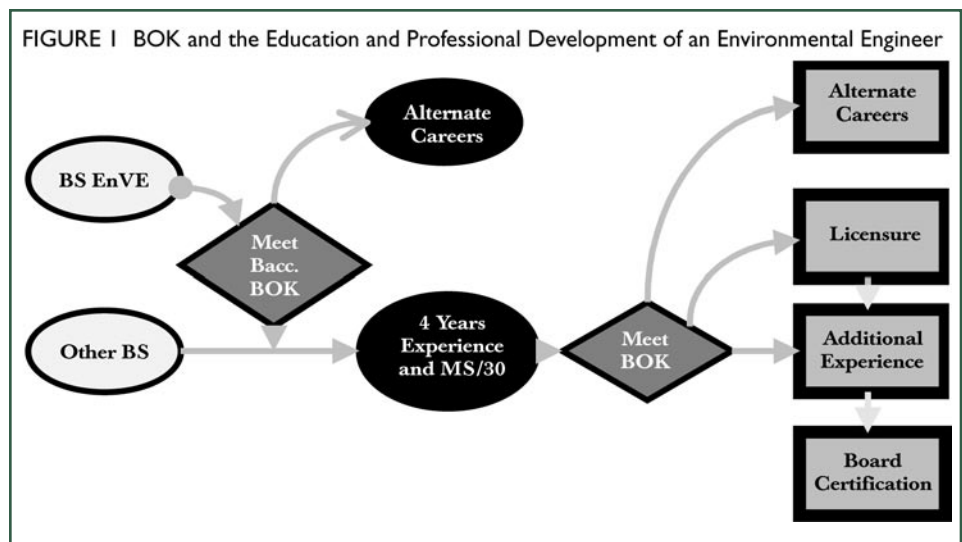 FIGURE 1 BOK and the Education and Professional Development of an Environmental Engineer
Alternate
Careers
Alternate
Careers
BS EnVE
Meet
Bacc.
BOK
Licensure
Other BS
4 Years
Experience
and MS/30
Meet
BOK
Additional
Experience
Board
Certification